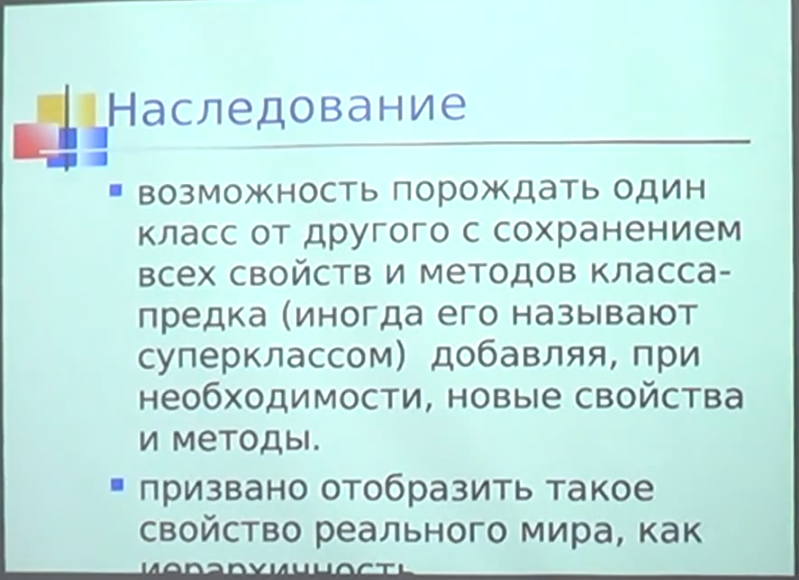 Наследование
возможность порождать один
класс от другого с сохранением
всех свойств и методов класса-
предка (иногда его называют
суперклассом) добавляя, при
необходимости, новые свойства
и методы.
призвано отобразить такое
свойство реального мира, как
иерархичность